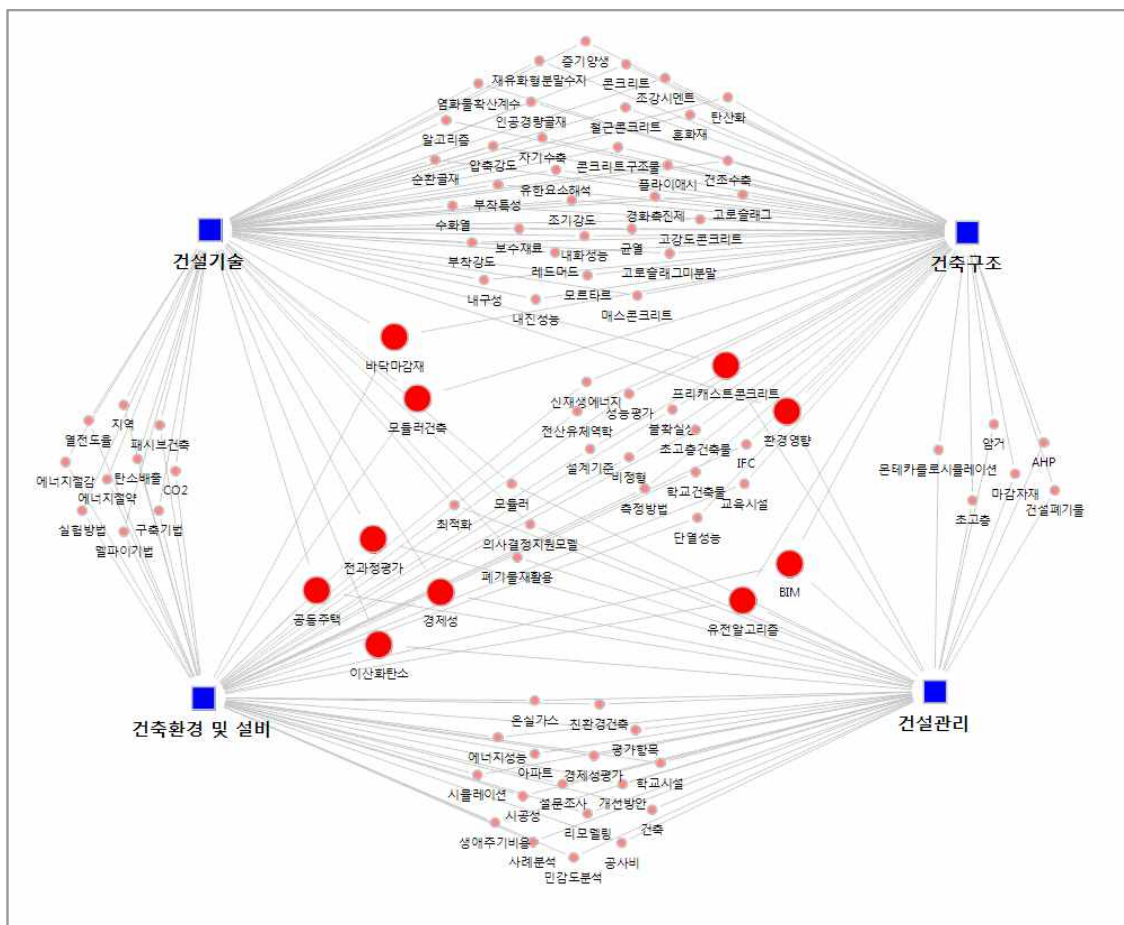 증기양생
재유화형분말수지
콘크리트
조강시멘트
염화물확산계수
탄산화
인공경량골재
철근콘크리트
혼화재
알고리즘
자기수축
압축강도
콘크리트구조물
순환골재
유한요소해석
플라이애시
건조수축
부착특성
고로슬래그
수화열
조기강도
경화촉진제
보수재료
내화성능
균열
고강도콘크리트
건설기술
건축구조
부착강도
레드머드
고로슬래그미분말
내구성
모르타르
내진성능
매스콘크리트
바닥마감재
프리캐스트콘크리트
신재생에너지
성능평가
모듈러건축
전산유체역학
불확실성
환경영향
초고층건축물
지역
열전도율
패시브건축
설계기준
비정형
IFC
암거
AHP
몬테카를로시뮬레이션
에너지절감
탄소배출
CO2
에너지절약
모듈러
학교건축물
교육시설
마감자재
건설폐기물
최적화
측정방법
초고층
실험방법
구축기법
델파이기법
의사결정지원모델
단열성능
전과정평가
폐기물재활용
BIM
공동주택
경제성
유전알고리즘
이산화탄소
건축환경 및 설비
건설관리
온실가스
친환경건축
에너지성능
평가항목
아파트
경제성평가
학교시설
시뮬레이션
설문조사
개선방안
시공성
리모델링
건축
생애주기비용
사례분석
공사비
민감도분석